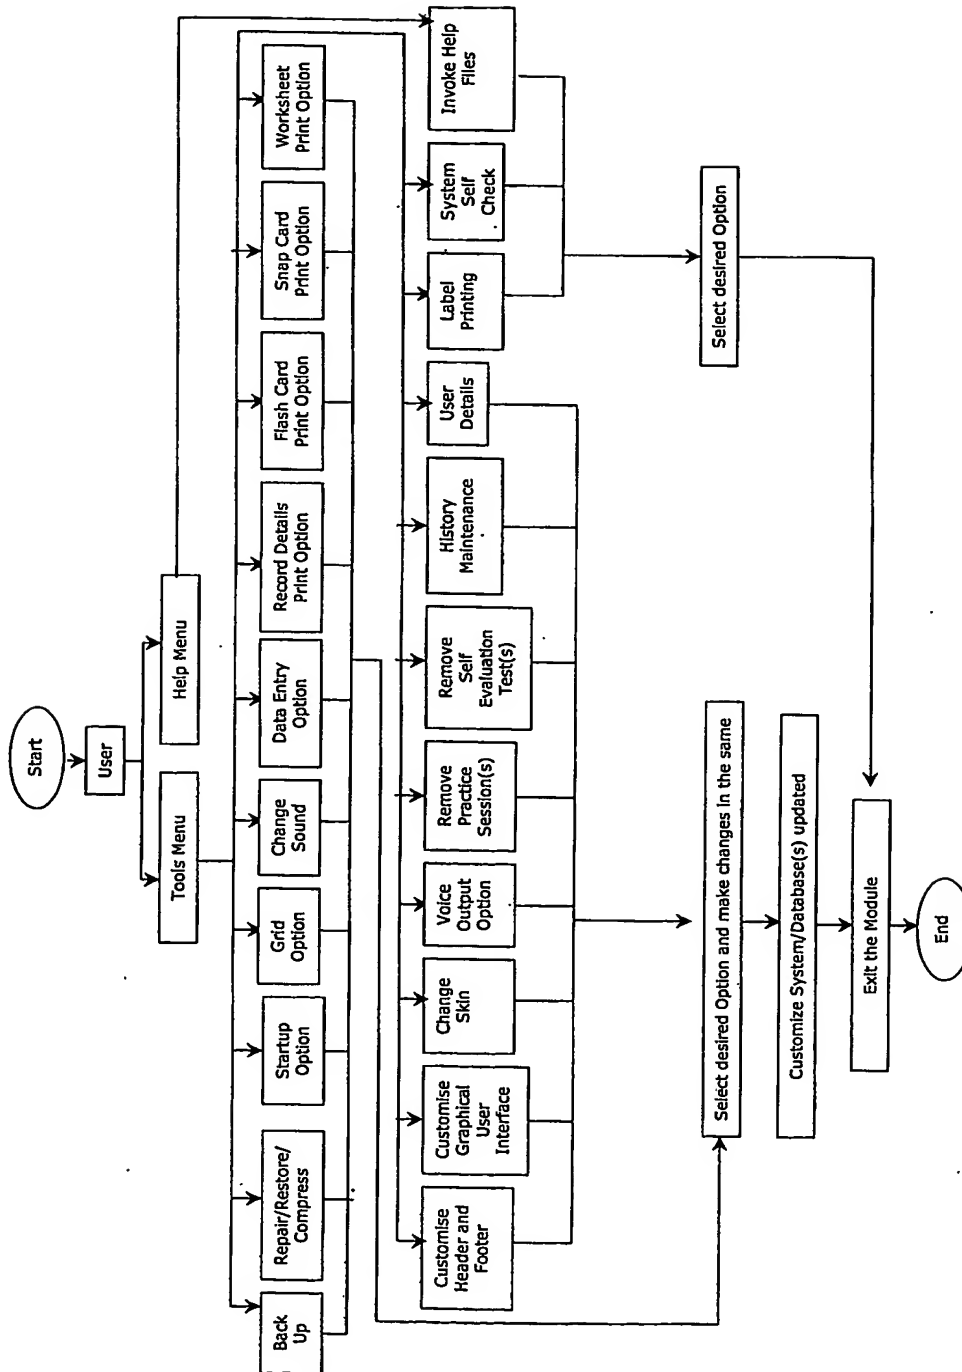 Start
User
Tools Menu
Help Menu
Back
Up
Repair/Restore/
Compress
Startup
Option
Grid
Option
Change
Sound
Data Entry
Option
Record Details
Print Option
Flash Card
Print Option
Snap Card
Print Option
Worksheet
Print Option
Customise
Header and
Footer
Customise
Graphical
User
Interface
Change
Skin
Voice
Output
Option
Remove
Practice
Session(s)
Remove
Self
Evaluation
Test(s)
History
Maintenance
User
Details
Label
Printing
System
Self
Check
Invoke Help
Files
Select desired Option and make changes in the same
Select desired Option
Customize System/Database(s) updated
Exit the Module
End